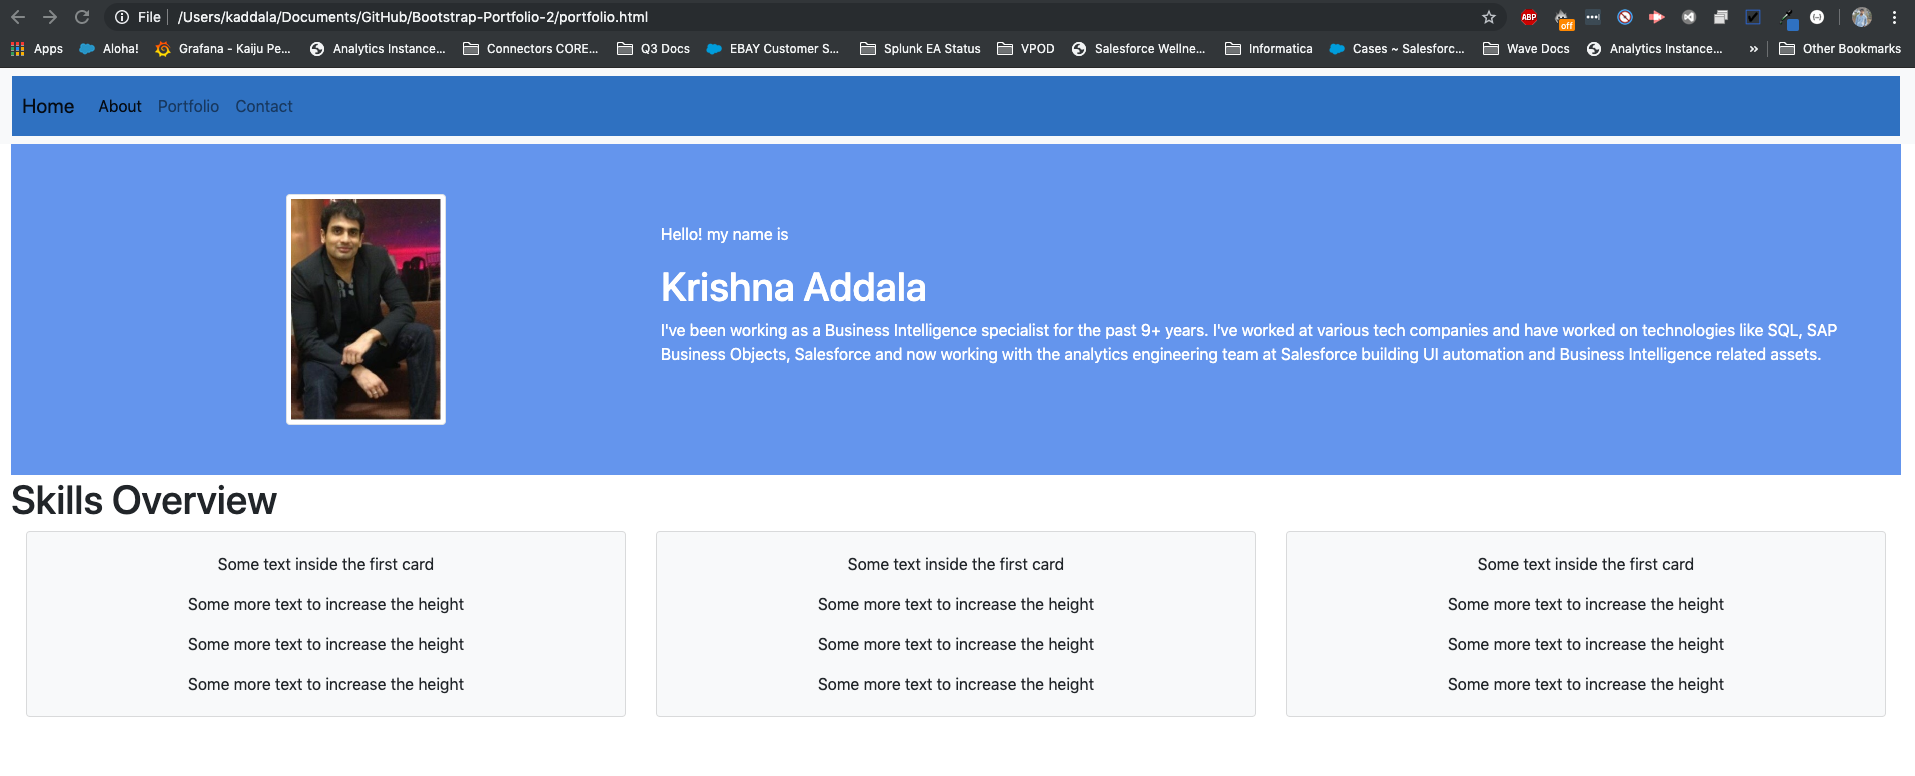 File /Users/kaddala/Documents/GitHub/Bootstrap-Portfolio-2/portfolio.html ABP off
Apps Aloha! Grafana - Kaiju Pe... Analytics Instance... Connectors CORE... Q3 Docs EBAY Customer S... Splunk EA Status VPOD Salesforce Wellne... Informatica Cases ~ Salesforc... Wave Docs Analytics Instance... » Other Bookmarks
Home About Portfolio Contact
Hello! my name is
Krishna Addala
I've been working as a Business Intelligence specialist for the past 9+ years. I've worked at various tech companies and have worked on technologies like SQL, SAP
Business Objects, Salesforce and now working with the analytics engineering team at Salesforce building UI automation and Business Intelligence related assets.
Skills Overview
Some text inside the first card
Some more text to increase the height
Some more text to increase the height
Some more text to increase the height
Some text inside the first card
Some more text to increase the height
Some more text to increase the height
Some more text to increase the height
Some text inside the first card
Some more text to increase the height
Some more text to increase the height
Some more text to increase the height